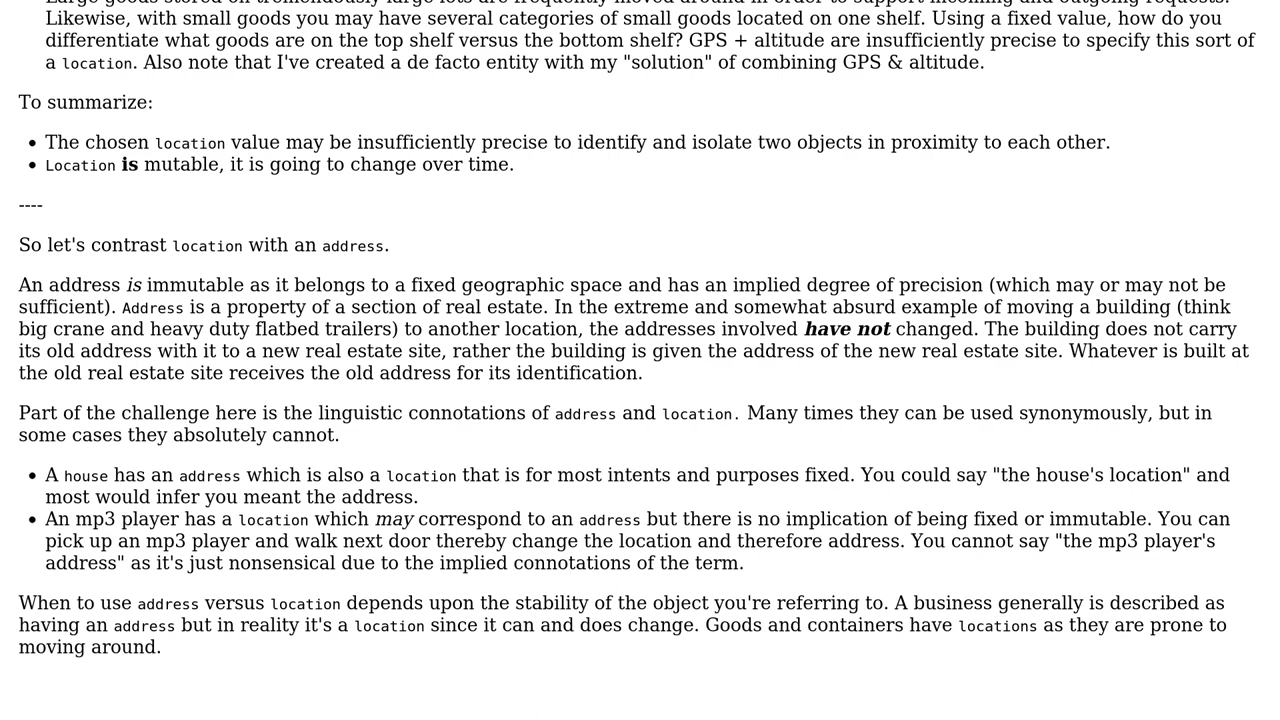 Large goods stored on tremendously large lots are frequently moved around in order to support incoming and outgoing requests.
Likewise, with small goods you may have several categories of small goods located on one shelf. Using a fixed value, how do you
differentiate what goods are on the top shelf versus the bottom shelf? GPS + altitude are insufficiently precise to specify this sort of
a location. Also note that I've created a de facto entity with my "solution" of combining GPS & altitude.
To summarize:
• The chosen location value may be insufficiently precise to identify and isolate two objects in proximity to each other.
• Location is mutable, it is going to change over time.
----
So let's contrast location with an address.
An address is immutable as it belongs to a fixed geographic space and has an implied degree of precision (which may or may not be
sufficient). Address is a property of a section of real estate. In the extreme and somewhat absurd example of moving a building (think
big crane and heavy duty flatbed trailers) to another location, the addresses involved have not changed. The building does not carry
its old address with it to a new real estate site, rather the building is given the address of the new real estate site. Whatever is built at
the old real estate site receives the old address for its identification.
Part of the challenge here is the linguistic connotations of address and location. Many times they can be used synonymously, but in
some cases they absolutely cannot.
• A house has an address which is also a location that is for most intents and purposes fixed. You could say "the house's location" and
most would infer you meant the address.
• An mp3 player has a location which may correspond to an address but there is no implication of being fixed or immutable. You can
pick up an mp3 player and walk next door thereby change the location and therefore address. You cannot say "the mp3 player's
address" as it's just nonsensical due to the implied connotations of the term.
When to use address versus location depends upon the stability of the object you're referring to. A business generally is described as
having an address but in reality it's a location since it can and does change. Goods and containers have locations as they are prone to
moving around.